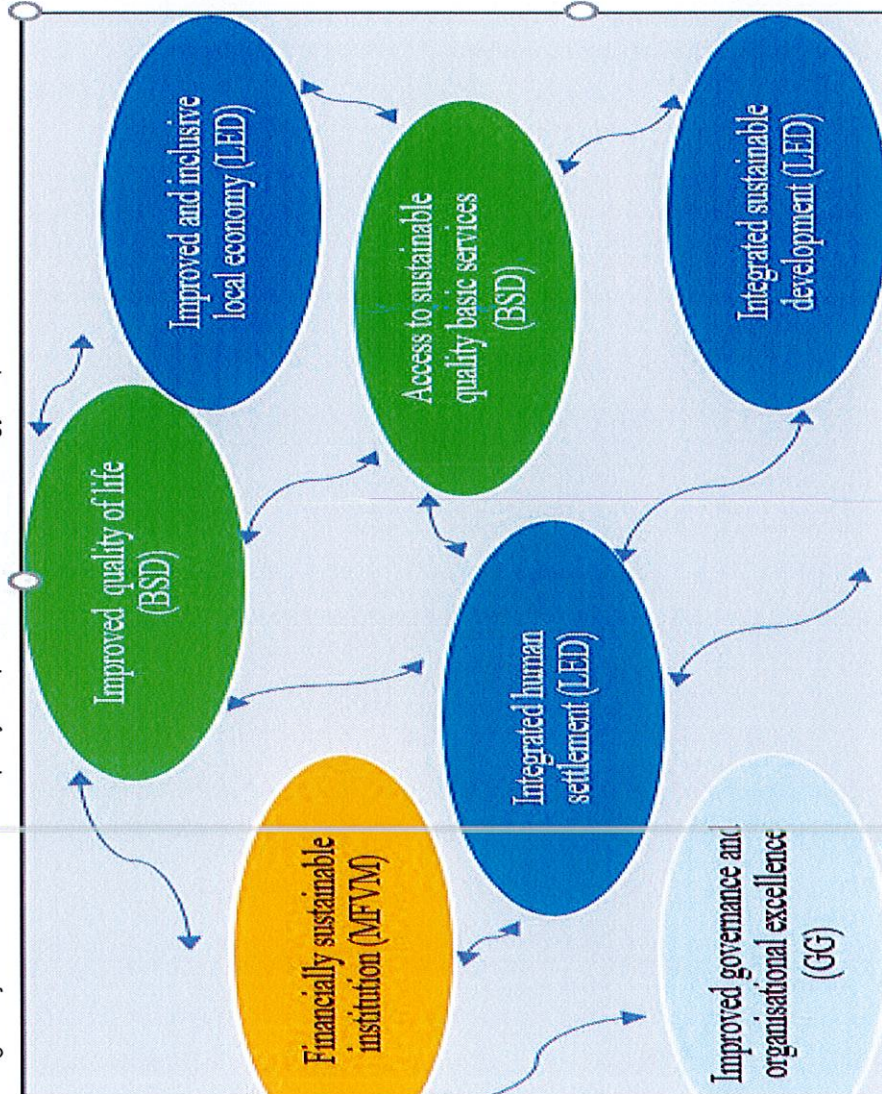 Improved quality of life
(BSD)
Improved and inclusive
local economy (LED)
Financially sustainable
institution (MFVM)
Access to sustainable
quality basic services
(BSD)
Integrated human
settlement (LED)
Improved governance and
organisational excellence
(GG)
Integrated sustainable
development (LED)